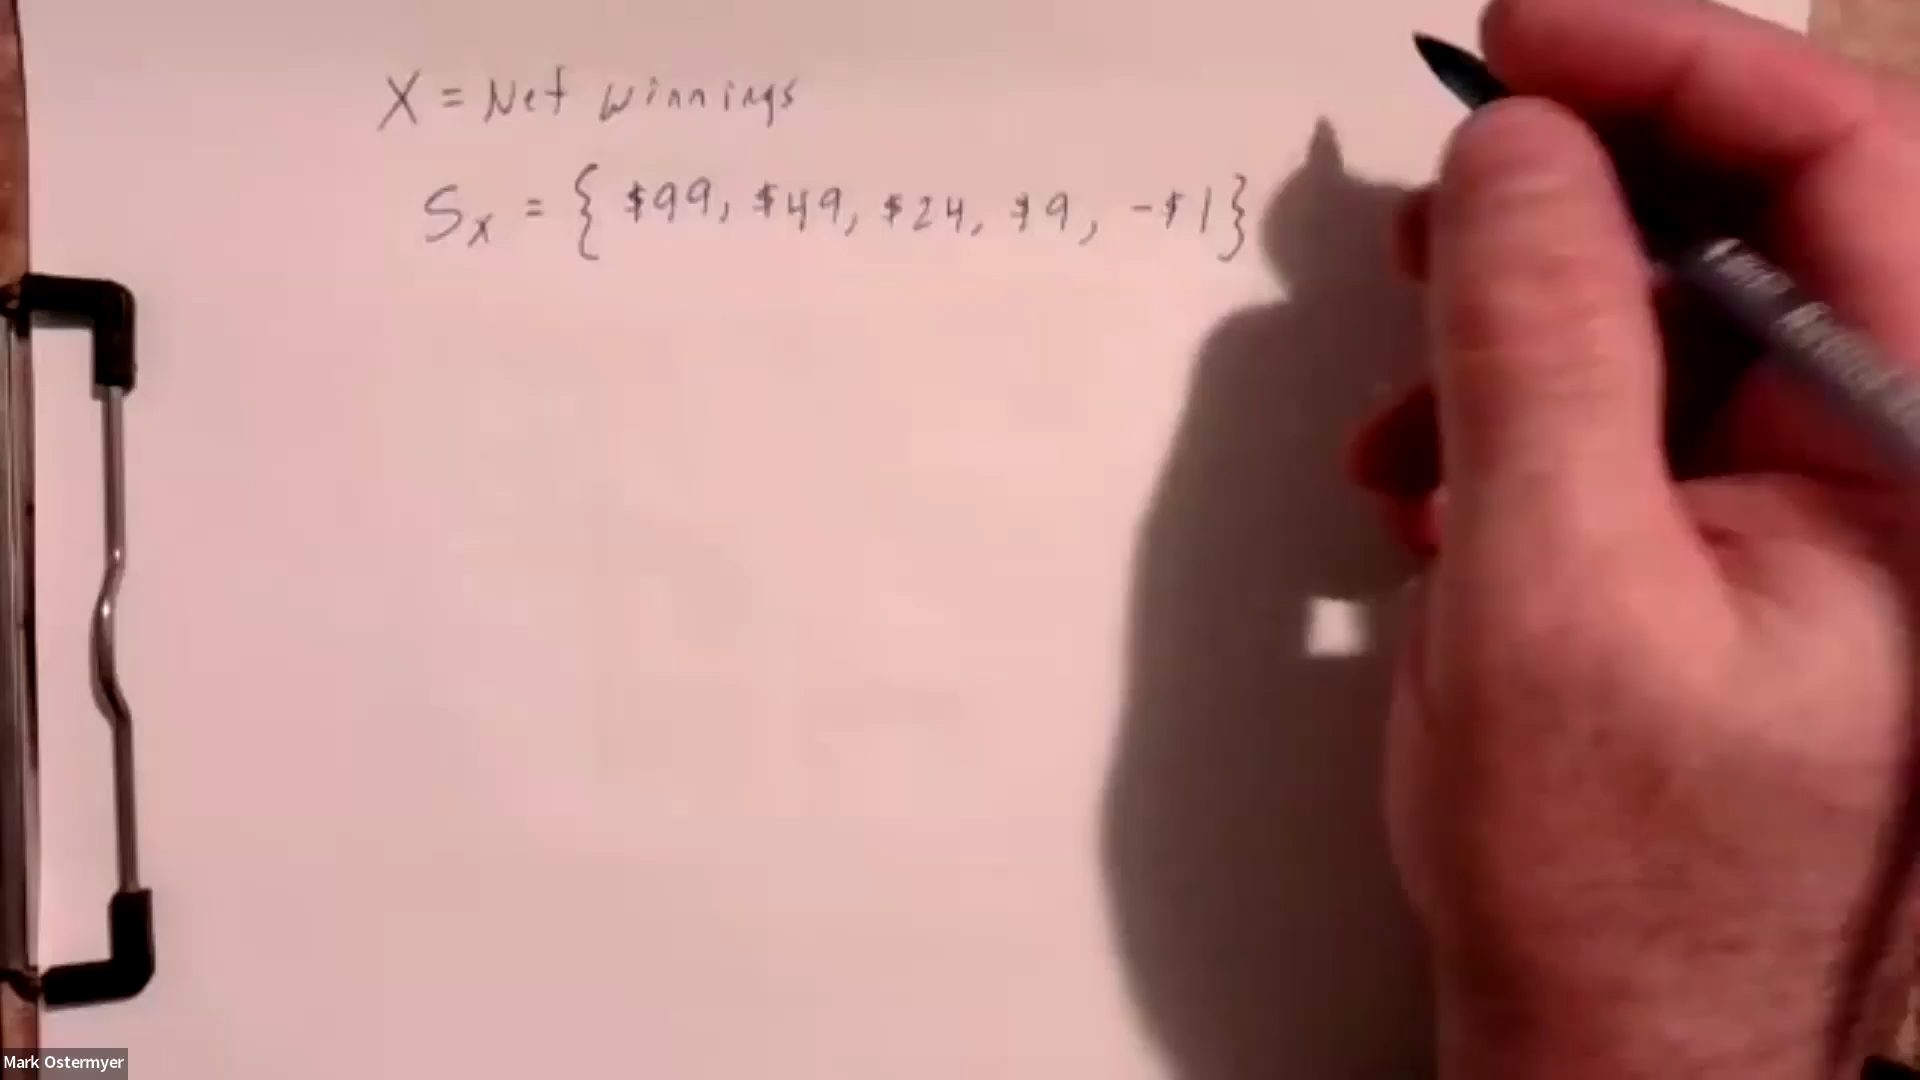 X = Net winnings
Sx = { $99, $49, $24, $9, -$1}
Mark Ostermyer